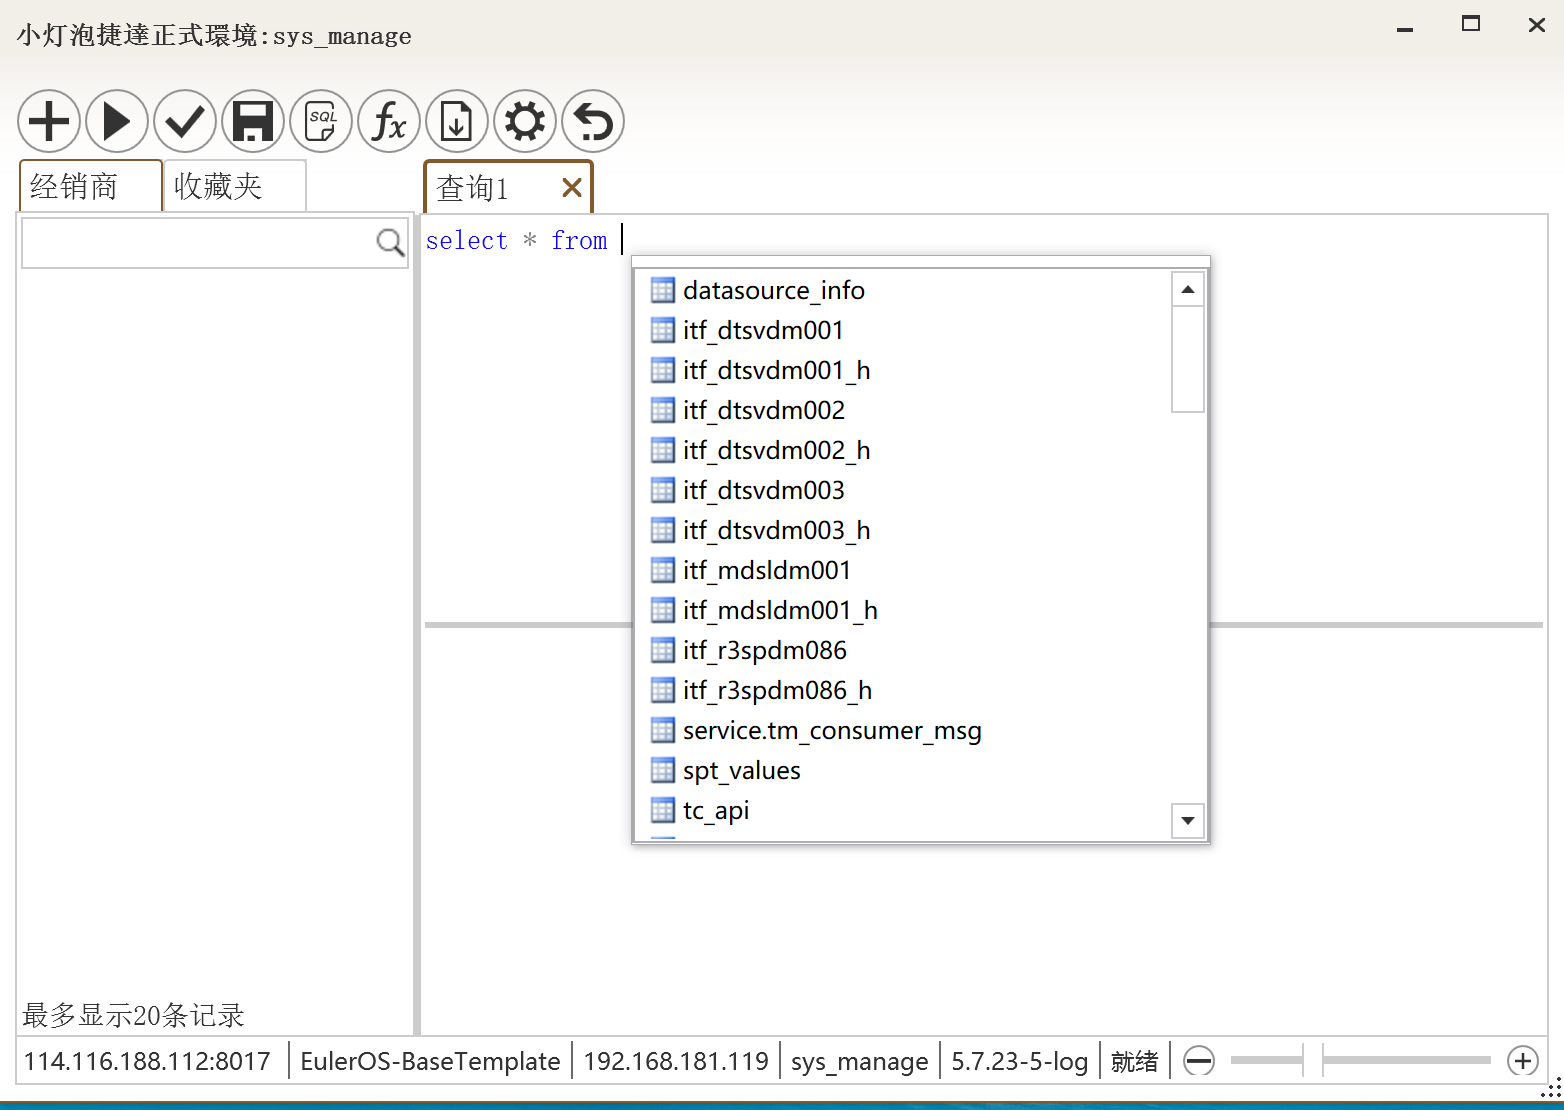 小灯泡捷達正式環境:sys_manage
SQL
fx
经销商
收藏夹
查询1
select * from
datasource_info
itf_dtsvdm001
itf_dtsvdm001_h
itf_dtsvdm002
itf_dtsvdm002_h
itf_dtsvdm003
itf_dtsvdm003_h
itf_mdsldm001
itf_mdsldm001_h
itf_r3spdm086
itf_r3spdm086_h
service.tm_consumer_msg
spt_values
tc_api
最多显示20条记录
114.116.188.112:8017 EulerOS-BaseTemplate 192.168.181.119 sys_manage 5.7.23-5-log 就绪